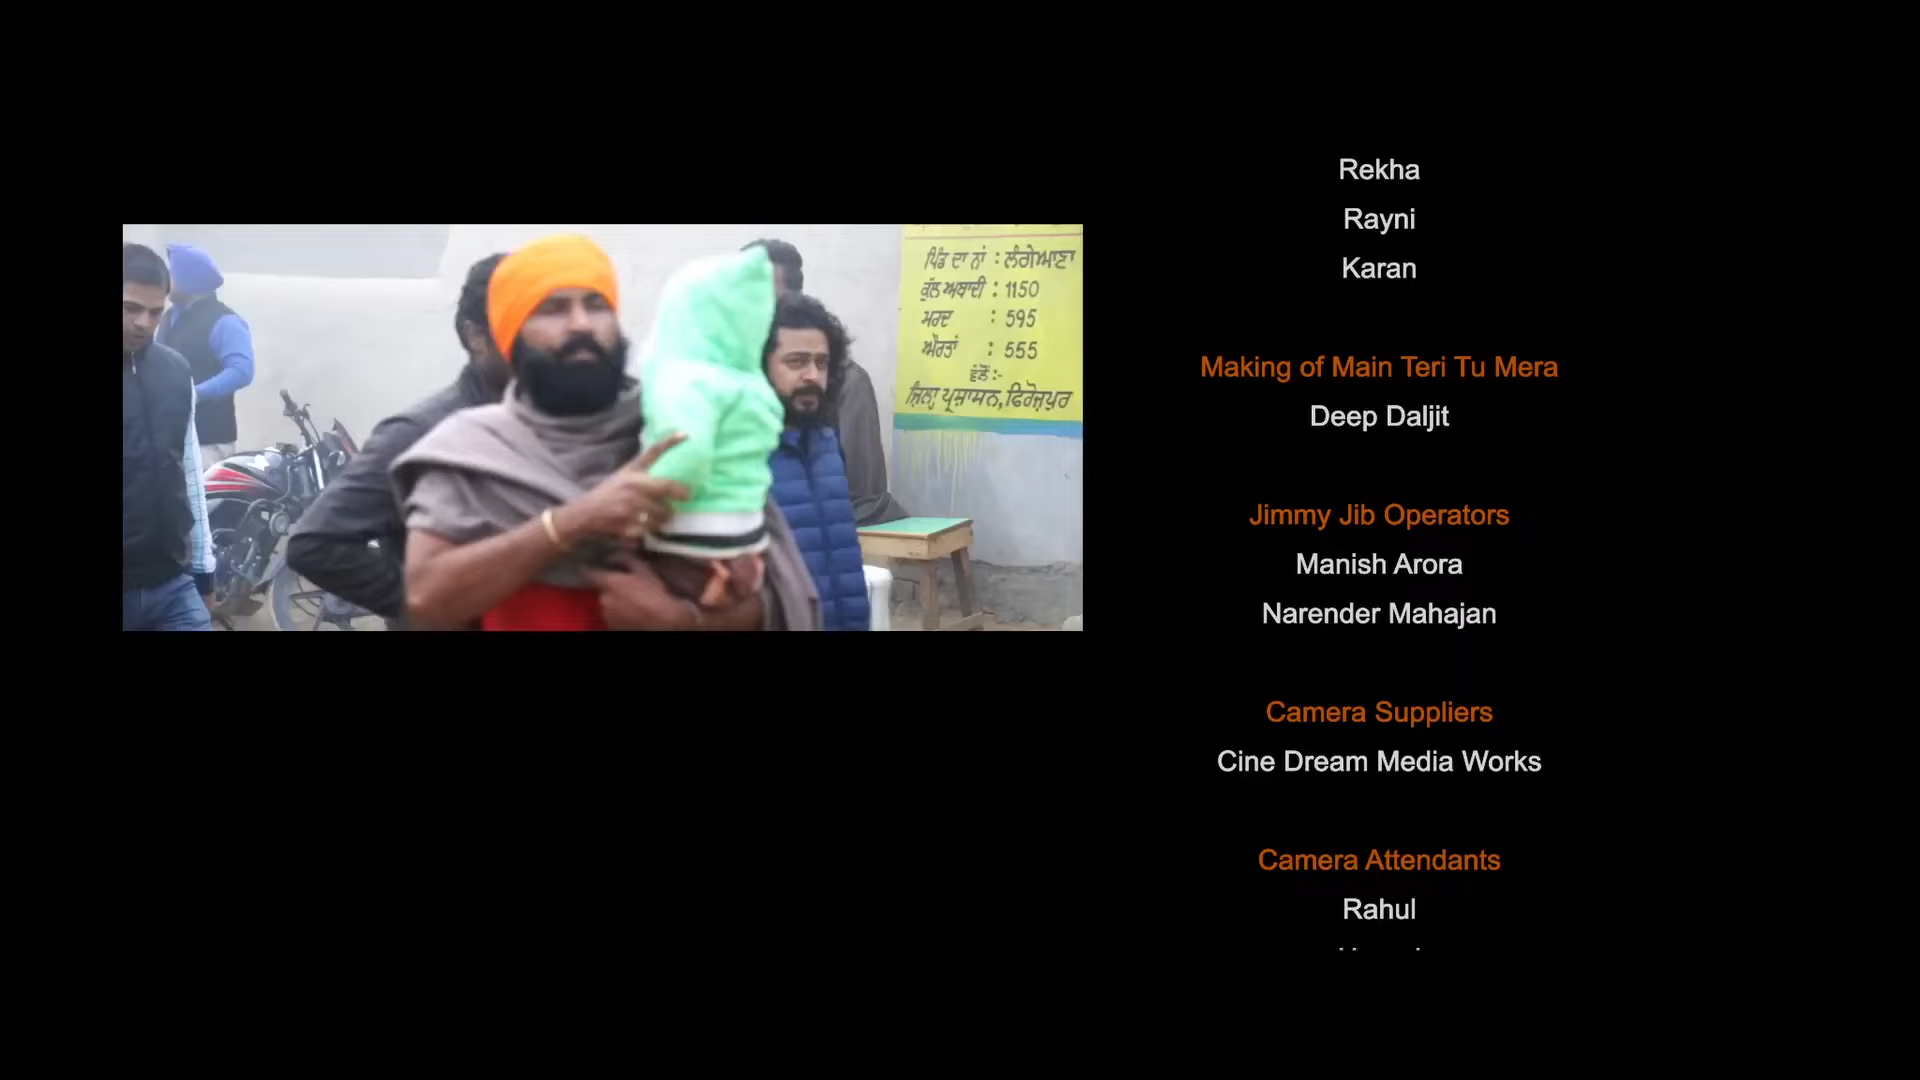 ਪਿੰਡ ਦਾ ਨਾਂ : ਲੰਗੇਆਣਾ
ਕੁੱਲ ਅਬਾਦੀ : 1150
ਮਰਦ : 595
ਔਰਤਾਂ : 555
ਵੱਲੋਂ :-
ਜ਼ਿਲ੍ਹਾ ਪ੍ਰਸ਼ਾਸਨ, ਫਿਰੋਜ਼ਪੁਰ
Rekha
Rayni
Karan
Making of Main Teri Tu Mera
Deep Daljit
Jimmy Jib Operators
Manish Arora
Narender Mahajan
Camera Suppliers
Cine Dream Media Works
Camera Attendants
Rahul